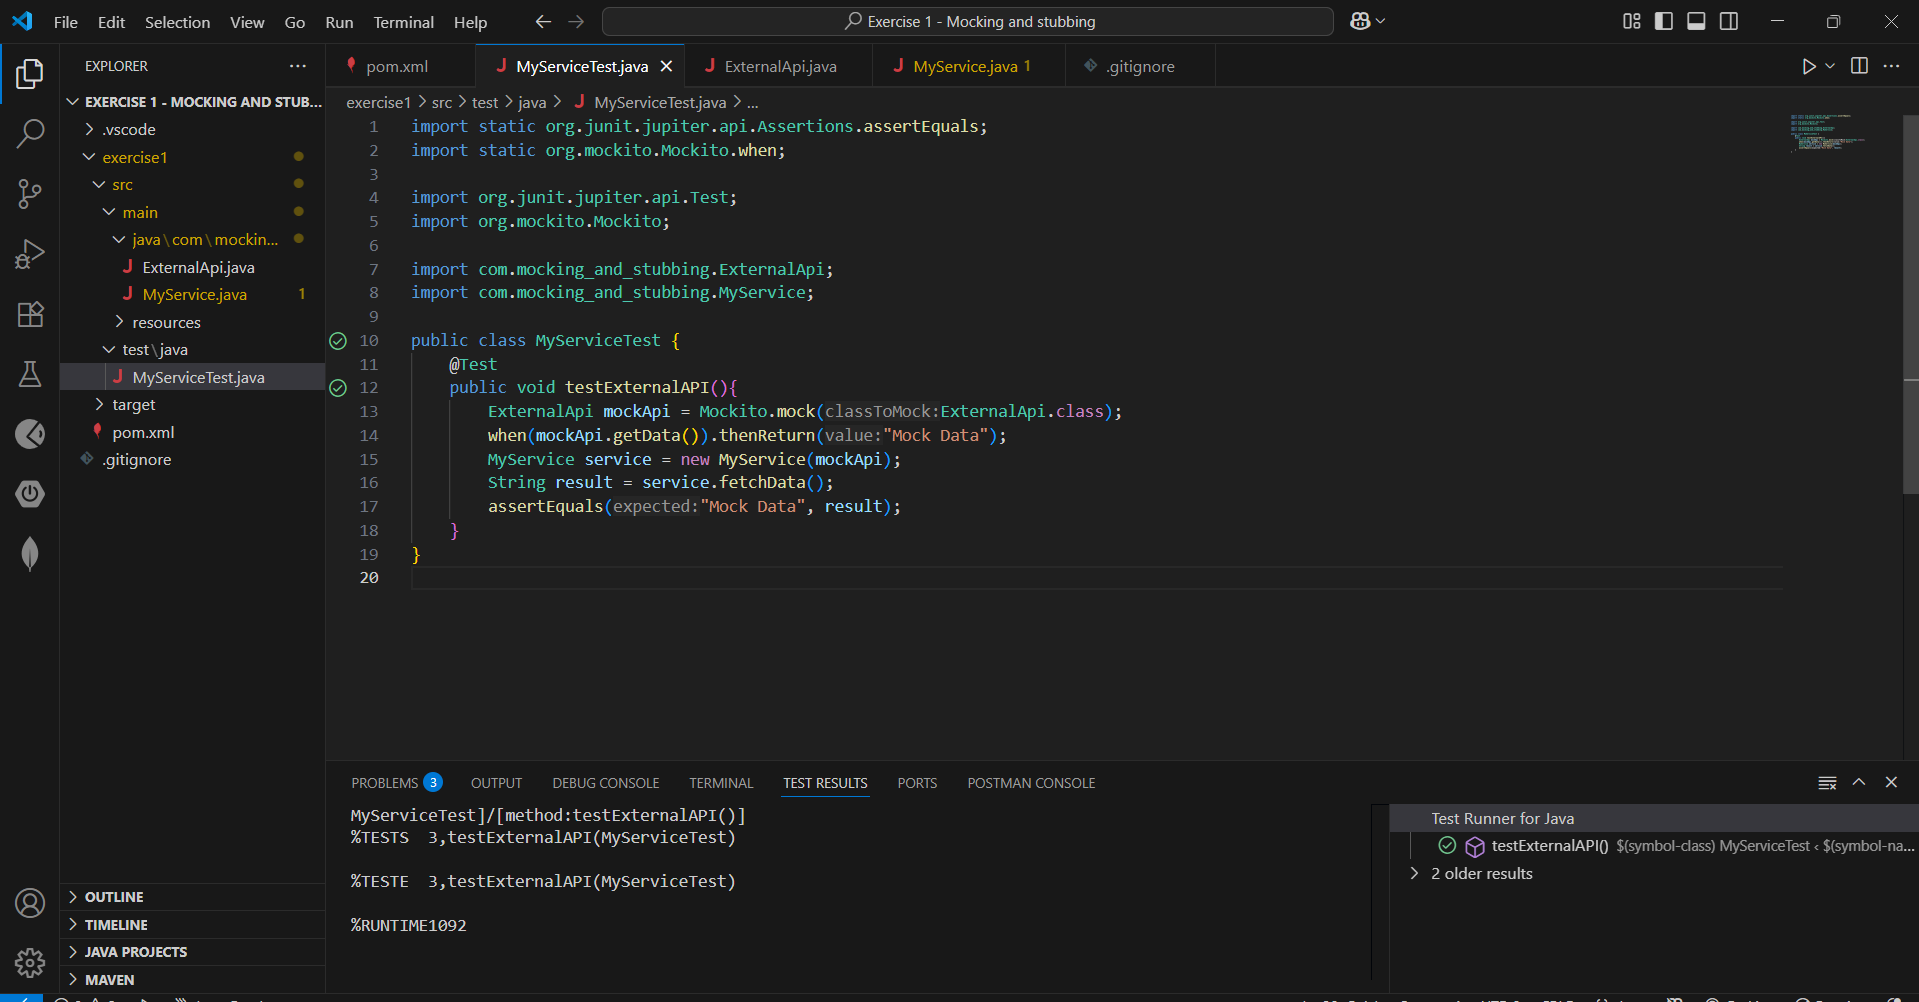 File Edit Selection View Go Run Terminal Help
Exercise 1 - Mocking and stubbing
EXPLORER
EXERCISE 1 - MOCKING AND STUB...
.vscode
exercise1
src
main
java\com\mockin...
ExternalApi.java
MyService.java 1
resources
test\java
MyServiceTest.java
target
pom.xml
.gitignore
OUTLINE
TIMELINE
JAVA PROJECTS
MAVEN
pom.xml MyServiceTest.java ExternalApi.java MyService.java 1 .gitignore
exercise1 > src > test > java > MyServiceTest.java > ...
1 import static org.junit.jupiter.api.Assertions.assertEquals;
2 import static org.mockito.Mockito.when;
3
4 import org.junit.jupiter.api.Test;
5 import org.mockito.Mockito;
6
7 import com.mocking_and_stubbing.ExternalApi;
8 import com.mocking_and_stubbing.MyService;
9
10 public class MyServiceTest {
11 @Test
12 public void testExternalAPI(){
13 ExternalApi mockApi = Mockito.mock(classToMock:ExternalApi.class);
14 when(mockApi.getData()).thenReturn(value:"Mock Data");
15 MyService service = new MyService(mockApi);
16 String result = service.fetchData();
17 assertEquals(expected:"Mock Data", result);
18 }
19 }
20
PROBLEMS 3 OUTPUT DEBUG CONSOLE TERMINAL TEST RESULTS PORTS POSTMAN CONSOLE
MyServiceTest]/[method:testExternalAPI()]
%TESTS 3,testExternalAPI(MyServiceTest)
%TESTE 3,testExternalAPI(MyServiceTest)
%RUNTIME1092
Test Runner for Java
testExternalAPI() $(symbol-class) MyServiceTest < $(symbol-na...
2 older results